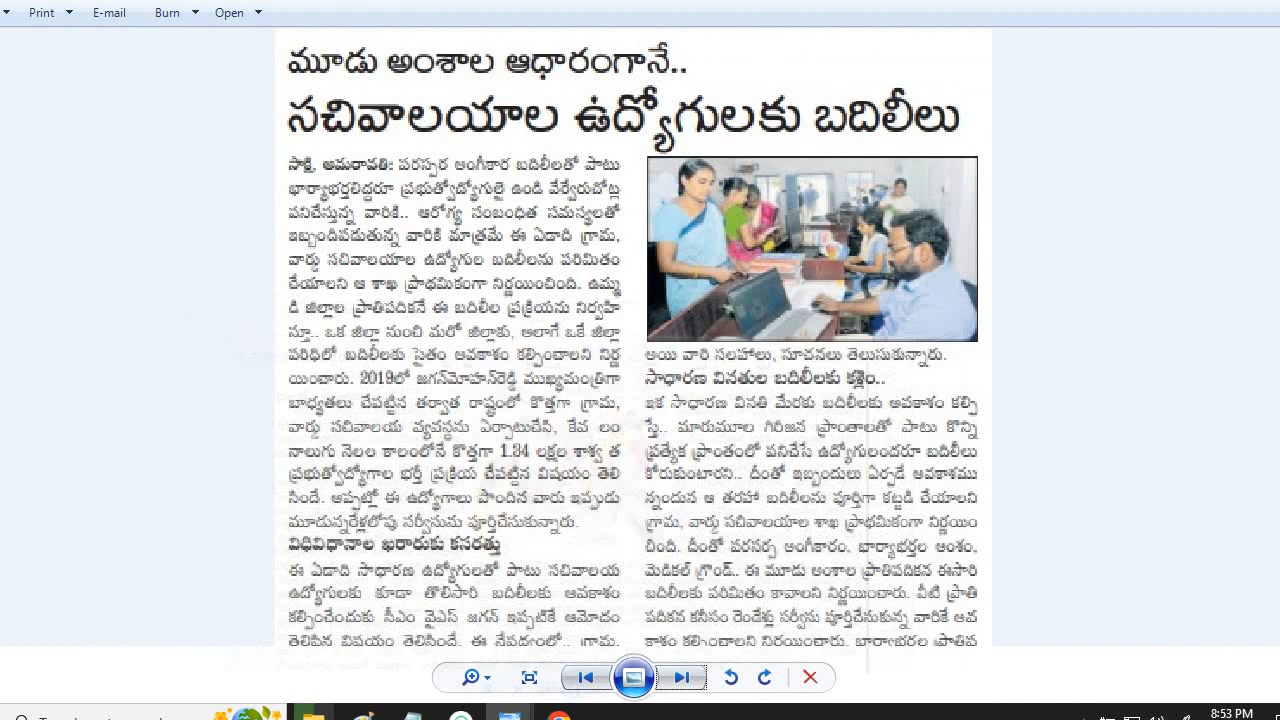 Print
E-mail
Burn
Open
మూడు అంశాల ఆధారంగానే..
సచివాలయాల ఉద్యోగులకు బదిలీలు
సాక్షి, అమరావతి: పరస్పర అంగీకార బదిలీలతో పాటు
భార్యాభర్తలిద్దరూ ప్రభుత్వోద్యోగులై ఉండి వేర్వేరుచోట్ల
పనిచేస్తున్న వారికి.. ఆరోగ్య సంబంధిత సమస్యలతో
ఇబ్బందిపడుతున్న వారికి మాత్రమే ఈ ఏడాది గ్రామ,
వార్డు సచివాలయాల ఉద్యోగుల బదిలీలను పరిమితం
చేయాలని ఆ శాఖ ప్రాథమికంగా నిర్ణయించింది. ఉమ్మ
డి జిల్లాల ప్రాతిపదికనే ఈ బదిలీల ప్రక్రియను నిర్వహి
స్తూ.. ఒక జిల్లా నుంచి మరో జిల్లాకు, అలాగే ఒకే జిల్లా
పరిధిలో బదిలీలకు సైతం అవకాశం కల్పించాలని నిర్ణ
యించారు. 2019లో జగన్‌మోహన్‌రెడ్డి ముఖ్యమంత్రిగా
బాధ్యతలు చేపట్టిన తర్వాత రాష్ట్రంలో కొత్తగా గ్రామ,
వార్డు సచివాలయ వ్యవస్థను ఏర్పాటుచేసి, కేవ లం
నాలుగు నెలల కాలంలోనే కొత్తగా 1.34 లక్షల శాశ్వ త
ప్రభుత్వోద్యోగాల భర్తీ ప్రక్రియ చేపట్టిన విషయం తెలి
సిందే. అప్పట్లో ఈ ఉద్యోగాలు పొందిన వారు ఇప్పుడు
మూడున్నరేళ్లలోపు సర్వీసును పూర్తిచేసుకున్నారు.
విధివిధానాల ఖరారుకు కసరత్తు
ఈ ఏడాది సాధారణ ఉద్యోగులతో పాటు సచివాలయ
ఉద్యోగులకు కూడా తొలిసారి బదిలీలకు అవకాశం
కల్పించేందుకు సీఎం వైఎస్ జగన్ ఇప్పటికే ఆమోదం
తెలిపిన విషయం తెలిసిందే. ఈ నేపథ్యంలో.. గ్రామ,
అయి వారి సలహాలు, సూచనలు తెలుసుకున్నారు.
సాధారణ వినతుల బదిలీలకు కళ్లెం..
ఇక సాధారణ వినతి మేరకు బదిలీలకు అవకాశం కల్పి
స్తే.. మారుమూల గిరిజన ప్రాంతాలతో పాటు కొన్ని
ప్రత్యేక ప్రాంతంలో పనిచేసే ఉద్యోగులందరూ బదిలీలు
కోరుకుంటారని.. దీంతో ఇబ్బందులు ఏర్పడే అవకాశము
న్నందున ఆ తరహా బదిలీలను పూర్తిగా కట్టడి చేయాలని
గ్రామ, వార్డు సచివాలయాల శాఖ ప్రాథమికంగా నిర్ణయిం
చింది. దీంతో పరసర్ప అంగీకారం, భార్యాభర్తల అంశం,
మెడికల్ గ్రౌండ్.. ఈ మూడు అంశాల ప్రాతిపదికన ఈసారి
బదిలీలకు పరిమితం కావాలని నిర్ణయించారు. వీటి ప్రాతి
పదికన కనీసం రెండేళ్లు సర్వీసు పూర్తిచేసుకున్న వారికే అవ
కాశం కల్పించాలని నిర్ణయించారు. భార్యాభర్తల ప్రాతిప
8:53 PM